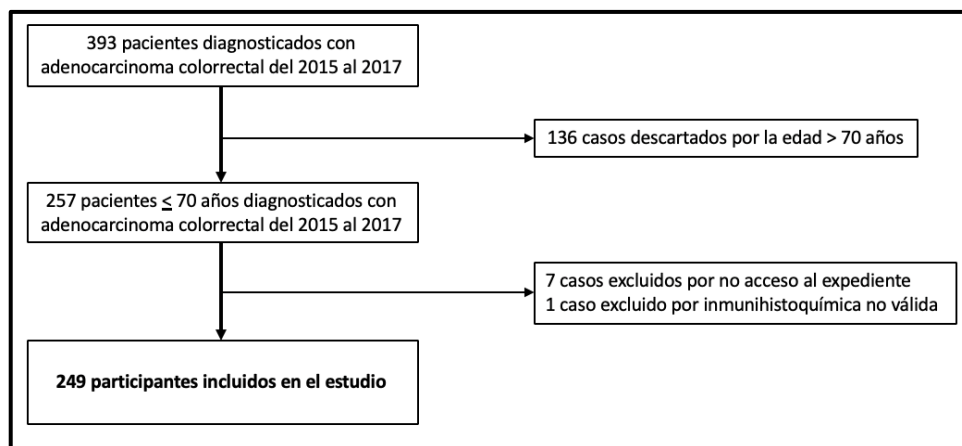 393 pacientes diagnosticados con
adenocarcinoma colorrectal del 2015 al 2017
136 casos descartados por la edad > 70 años
257 pacientes ≤ 70 años diagnosticados con
adenocarcinoma colorrectal del 2015 al 2017
7 casos excluidos por no acceso al expediente
1 caso excluido por inmunihistoquímica no válida
249 participantes incluidos en el estudio